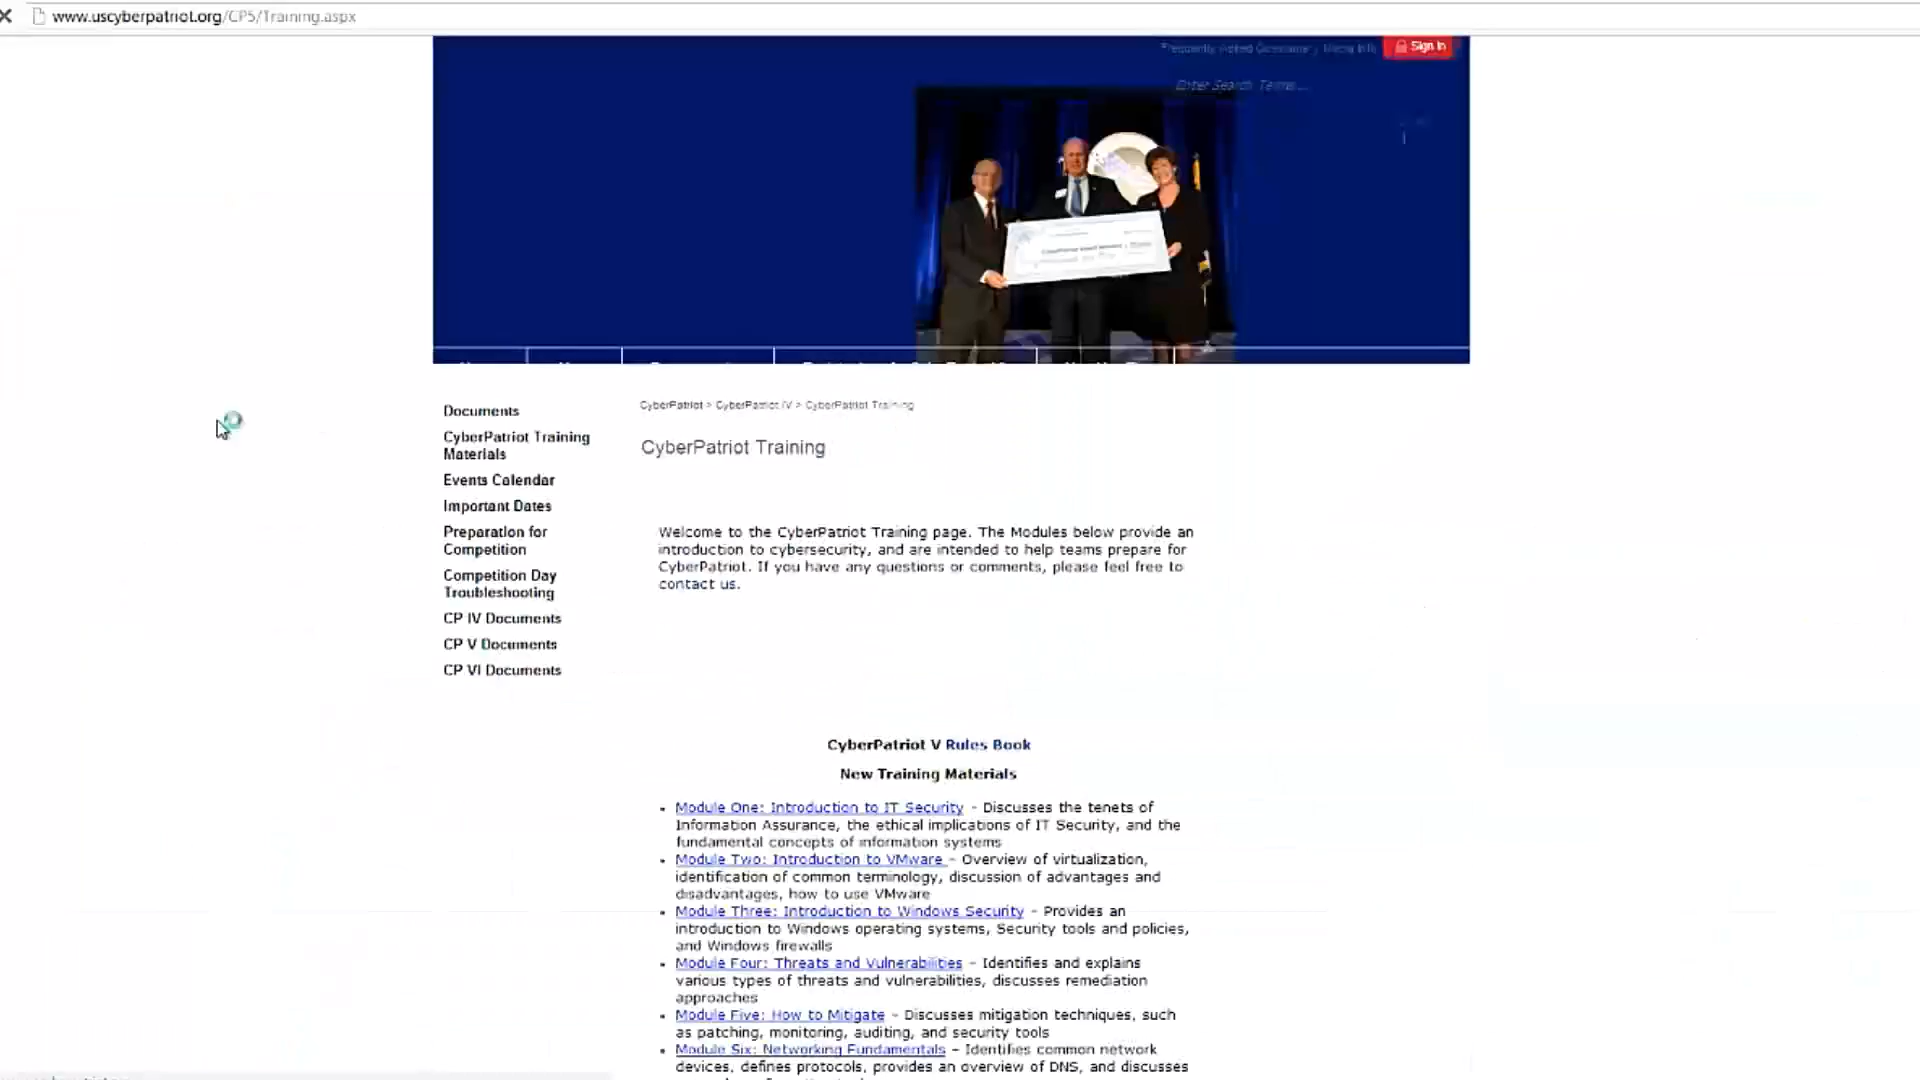 www.uscyberpatriot.org/CP5/Training.aspx
Sign In
Enter Search Terms...
Documents
CyberPatriot Training
Materials
Events Calendar
Important Dates
Preparation for
Competition
Competition Day
Troubleshooting
CP IV Documents
CP V Documents
CP VI Documents
CyberPatriot > CyberPatriot IV > CyberPatriot Training
CyberPatriot Training
Welcome to the CyberPatriot Training page. The Modules below provide an
introduction to cybersecurity, and are intended to help teams prepare for
CyberPatriot. If you have any questions or comments, please feel free to
contact us.
CyberPatriot V Rules Book
New Training Materials
Module One: Introduction to IT Security - Discusses the tenets of
Information Assurance, the ethical implications of IT Security, and the
fundamental concepts of information systems
Module Two: Introduction to VMware - Overview of virtualization,
identification of common terminology, discussion of advantages and
disadvantages, how to use VMware
Module Three: Introduction to Windows Security - Provides an
introduction to Windows operating systems, Security tools and policies,
and Windows firewalls
Module Four: Threats and Vulnerabilities - Identifies and explains
various types of threats and vulnerabilities, discusses remediation
approaches
Module Five: How to Mitigate - Discusses mitigation techniques, such
as patching, monitoring, auditing, and security tools
Module Six: Networking Fundamentals - Identifies common network
devices, defines protocols, provides an overview of DNS, and discusses